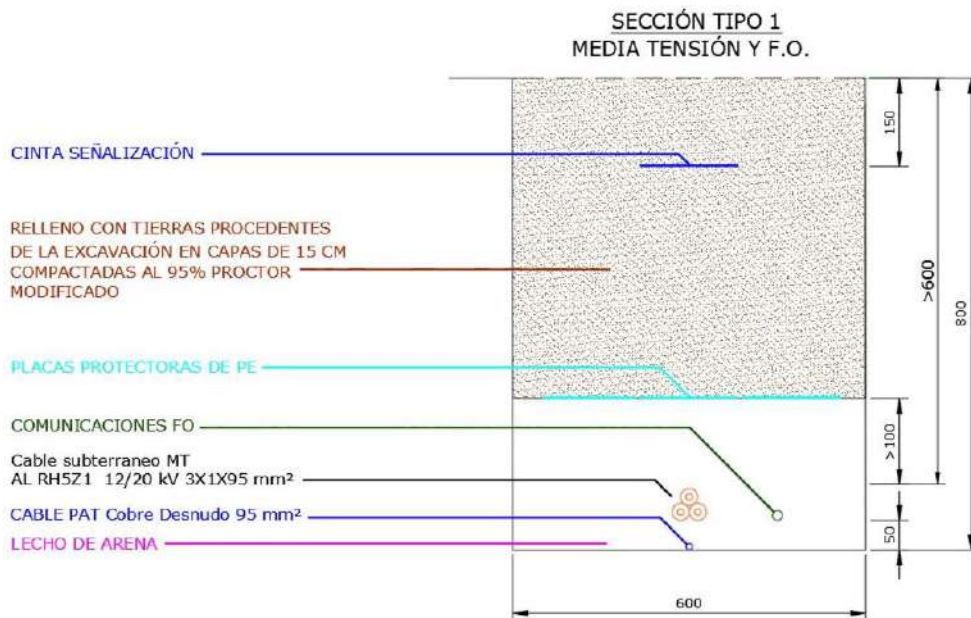 SECCIÓN TIPO 1
MEDIA TENSIÓN Y F.O.
CINTA SEÑALIZACIÓN
RELLENO CON TIERRAS PROCEDENTES
DE LA EXCAVACIÓN EN CAPAS DE 15 CM
COMPACTADAS AL 95% PROCTOR
MODIFICADO
PLACAS PROTECTORAS DE PE
COMUNICACIONES FO
Cable subterraneo MT
AL RH5Z1 12/20 kV 3X1X95 mm²
CABLE PAT Cobre Desnudo 95 mm²
LECHO DE ARENA
150
>600
800
>100
50
600